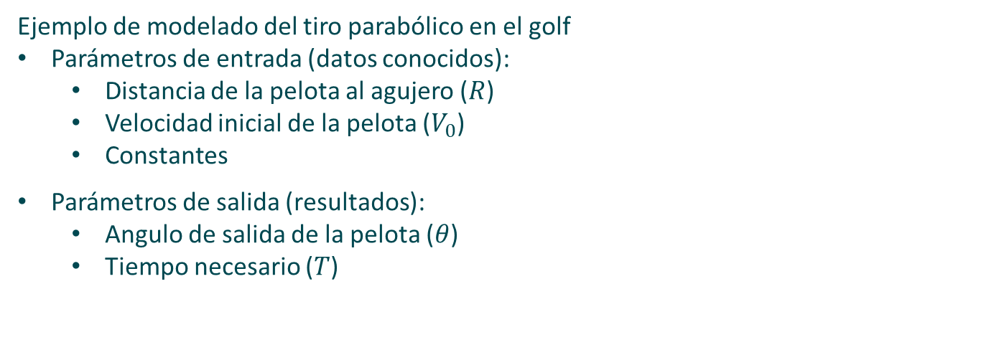 Ejemplo de modelado del tiro parabólico en el golf
• Parámetros de entrada (datos conocidos):
• Distancia de la pelota al agujero (R)
• Velocidad inicial de la pelota (V₀)
• Constantes
• Parámetros de salida (resultados):
• Angulo de salida de la pelota (θ)
• Tiempo necesario (T)